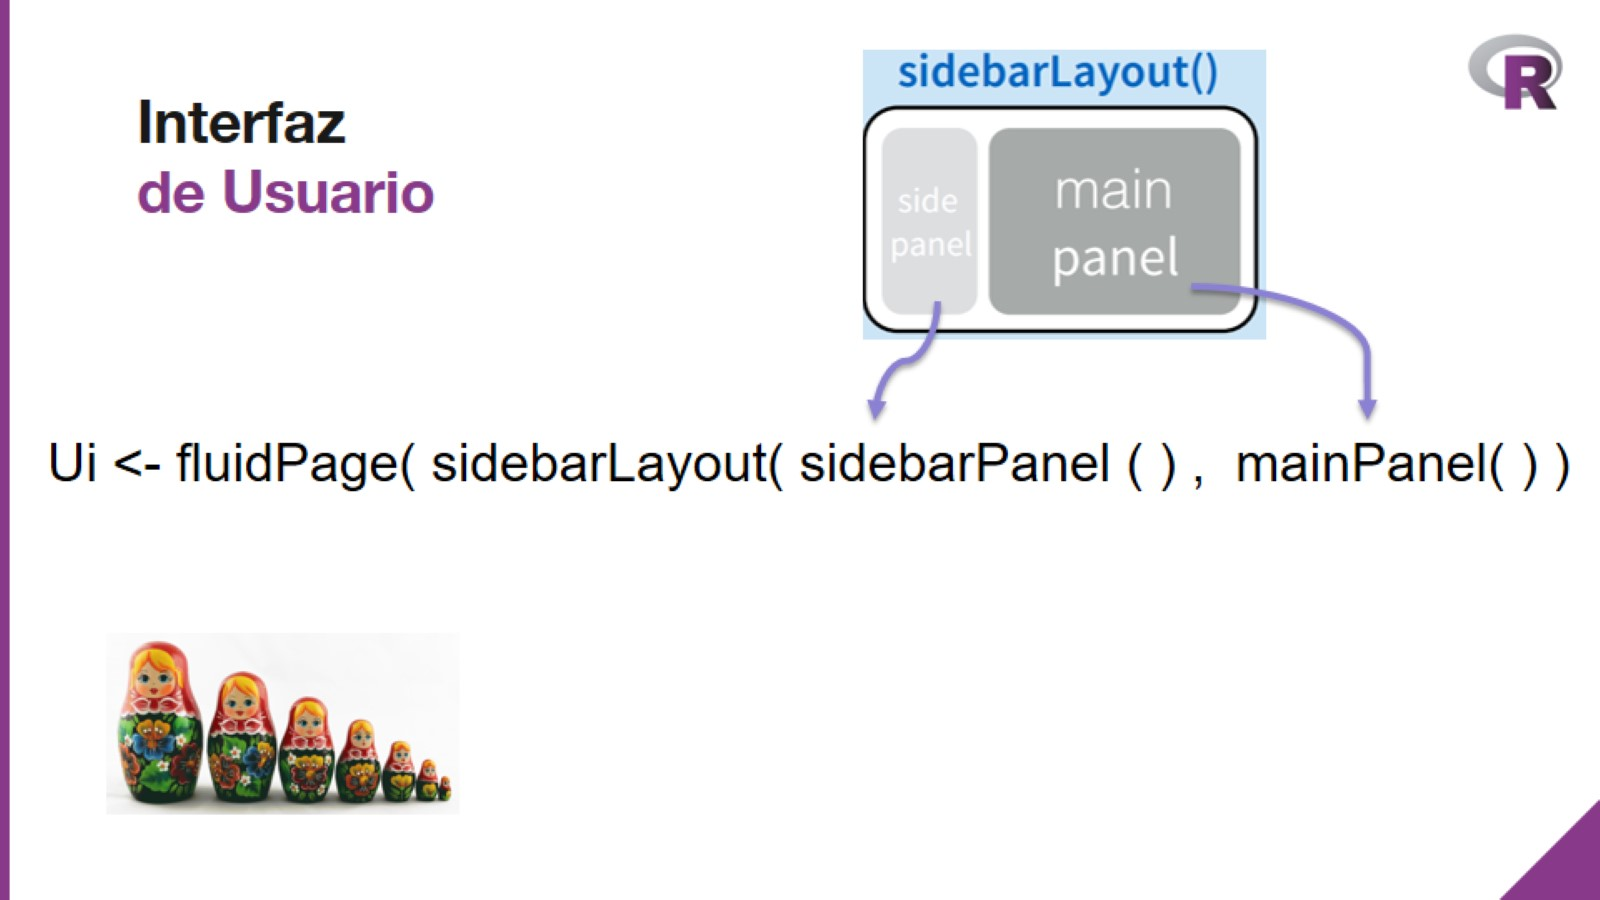 Interfaz
de Usuario
sidebarLayout()
side
panel
main
panel
R
Ui <- fluidPage( sidebarLayout( sidebarPanel ( ) ,  mainPanel( ) )